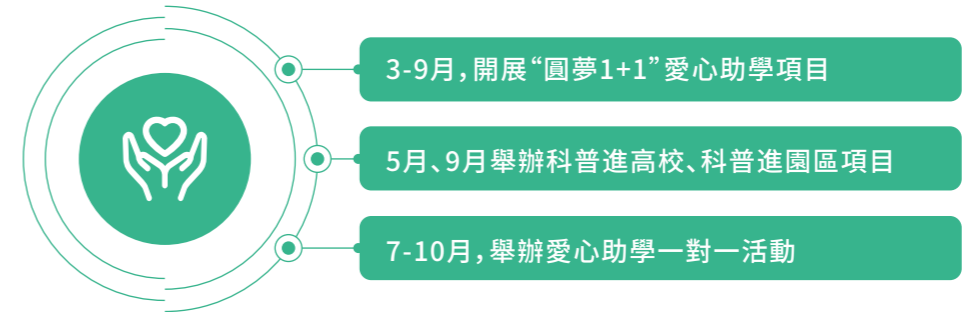 3-9月，開展“圓夢1+1”愛心助學項目
5月、9月舉辦科普進高校、科普進園區項目
7-10月，舉辦愛心助學一對一活動